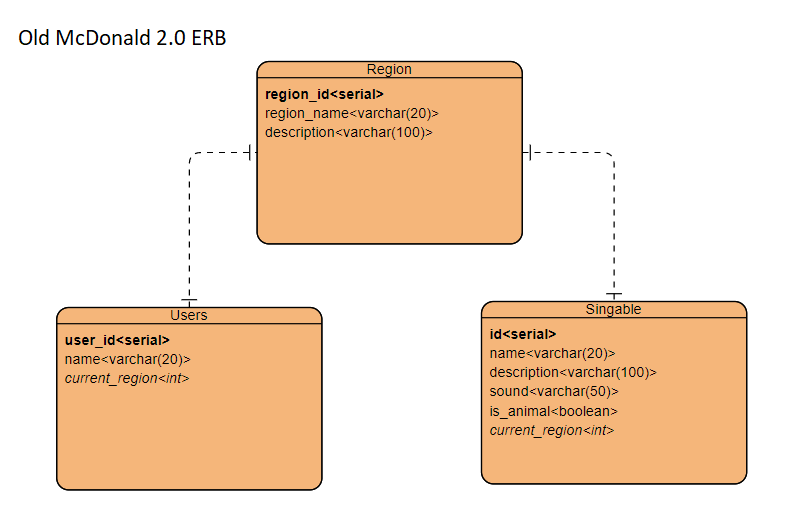 Old McDonald 2.0 ERB
Region
region_id<serial>
region_name<varchar(20)>
description<varchar(100)>
Users
user_id<serial>
name<varchar(20)>
current_region<int>
Singable
id<serial>
name<varchar(20)>
description<varchar(100)>
sound<varchar(50)>
is_animal<boolean>
current_region<int>